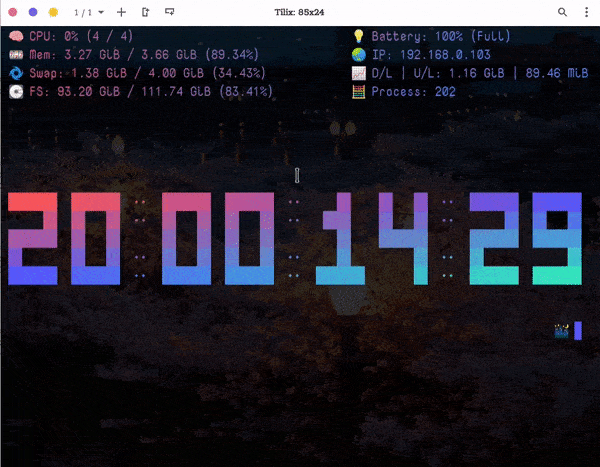 1 / 1
Tilix: 85x24
CPU: 0% (4 / 4)
Battery: 100% (Full)
Mem: 3.27 GiB / 3.66 GiB (89.34%)
IP: 192.168.0.103
Swap: 1.38 GiB / 4.00 GiB (34.43%)
D/L | U/L: 1.16 GiB | 89.46 MiB
FS: 93.20 GiB / 111.74 GiB (83.41%)
Process: 202
20:00:14:29